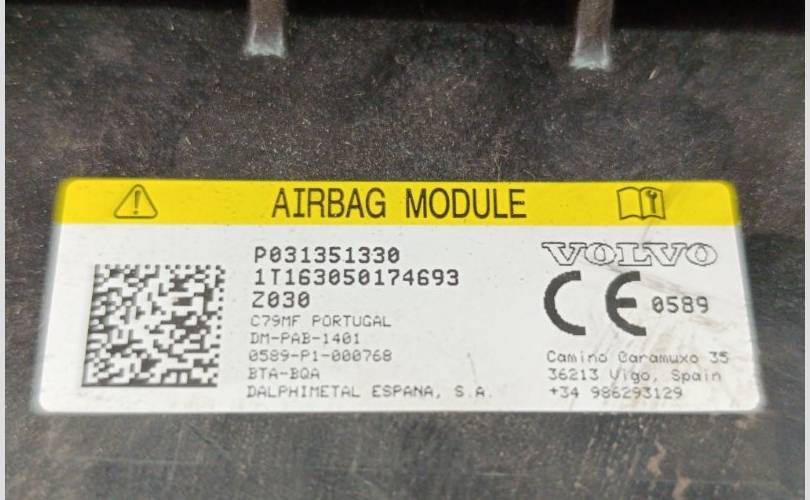 AIRBAG MODULE
P031351330
1T163050174693
Z030
C79MF PORTUGAL
DM-PAB-1401
0589-P1-000768
BTA-BQA
DALPHIMETAL ESPANA, S.A.
VOLVO
CE 0589
Camino Caramuxo 35
36213 Vigo, Spain
+34 986293129